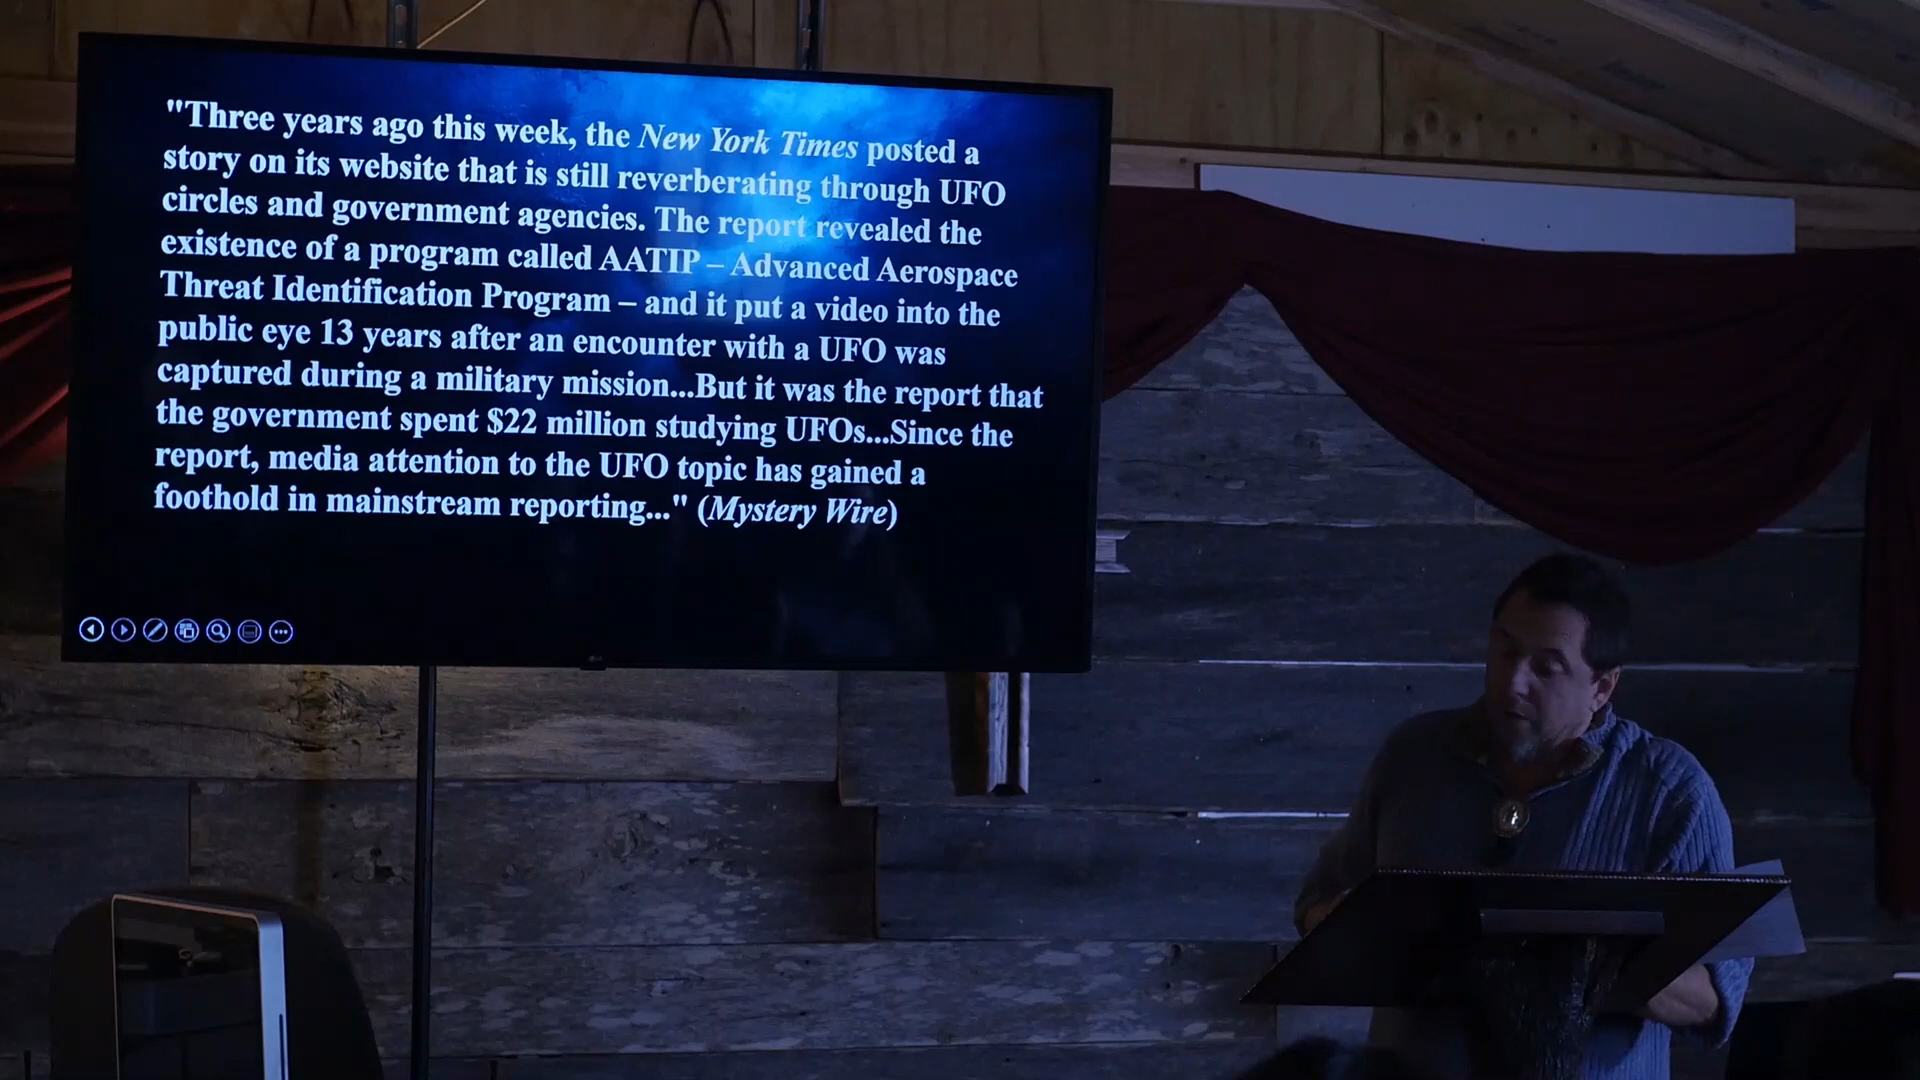 "Three years ago this week, the New York Times posted a
story on its website that is still reverberating through UFO
circles and government agencies. The report revealed the
existence of a program called AATIP – Advanced Aerospace
Threat Identification Program – and it put a video into the
public eye 13 years after an encounter with a UFO was
captured during a military mission...But it was the report that
the government spent $22 million studying UFOs...Since the
report, media attention to the UFO topic has gained a
foothold in mainstream reporting..." (Mystery Wire)